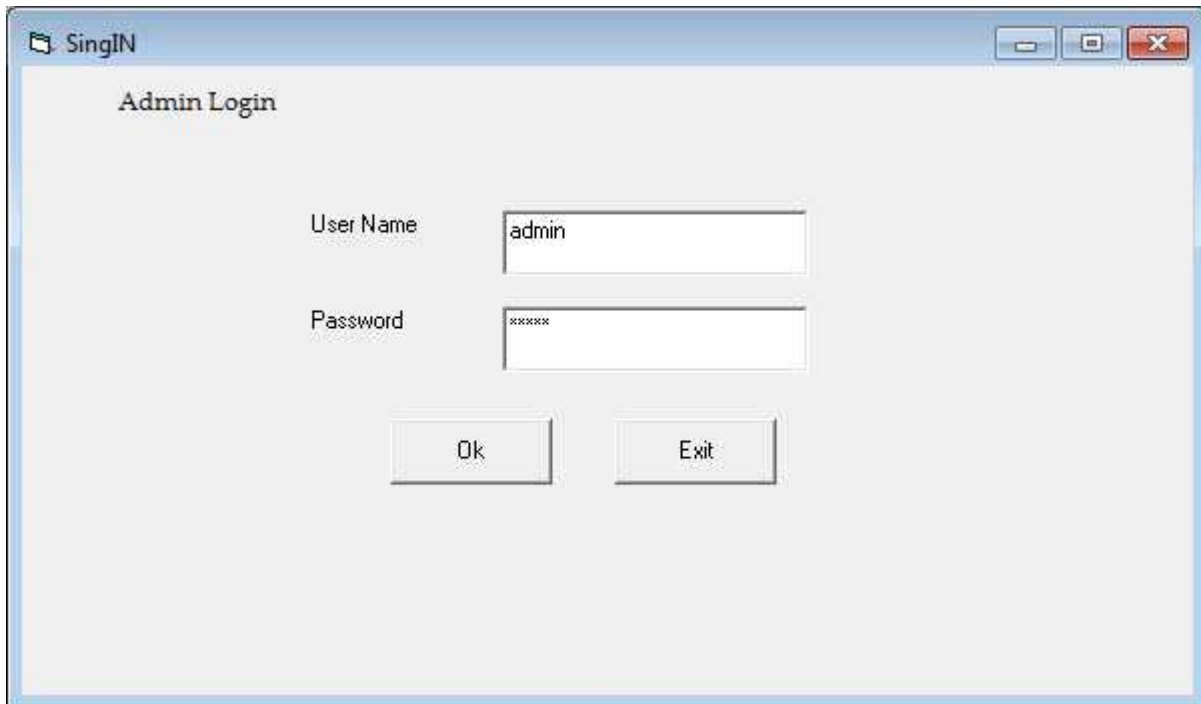 SingIN
Admin Login
User Name
admin
Password
*****
Ok
Exit